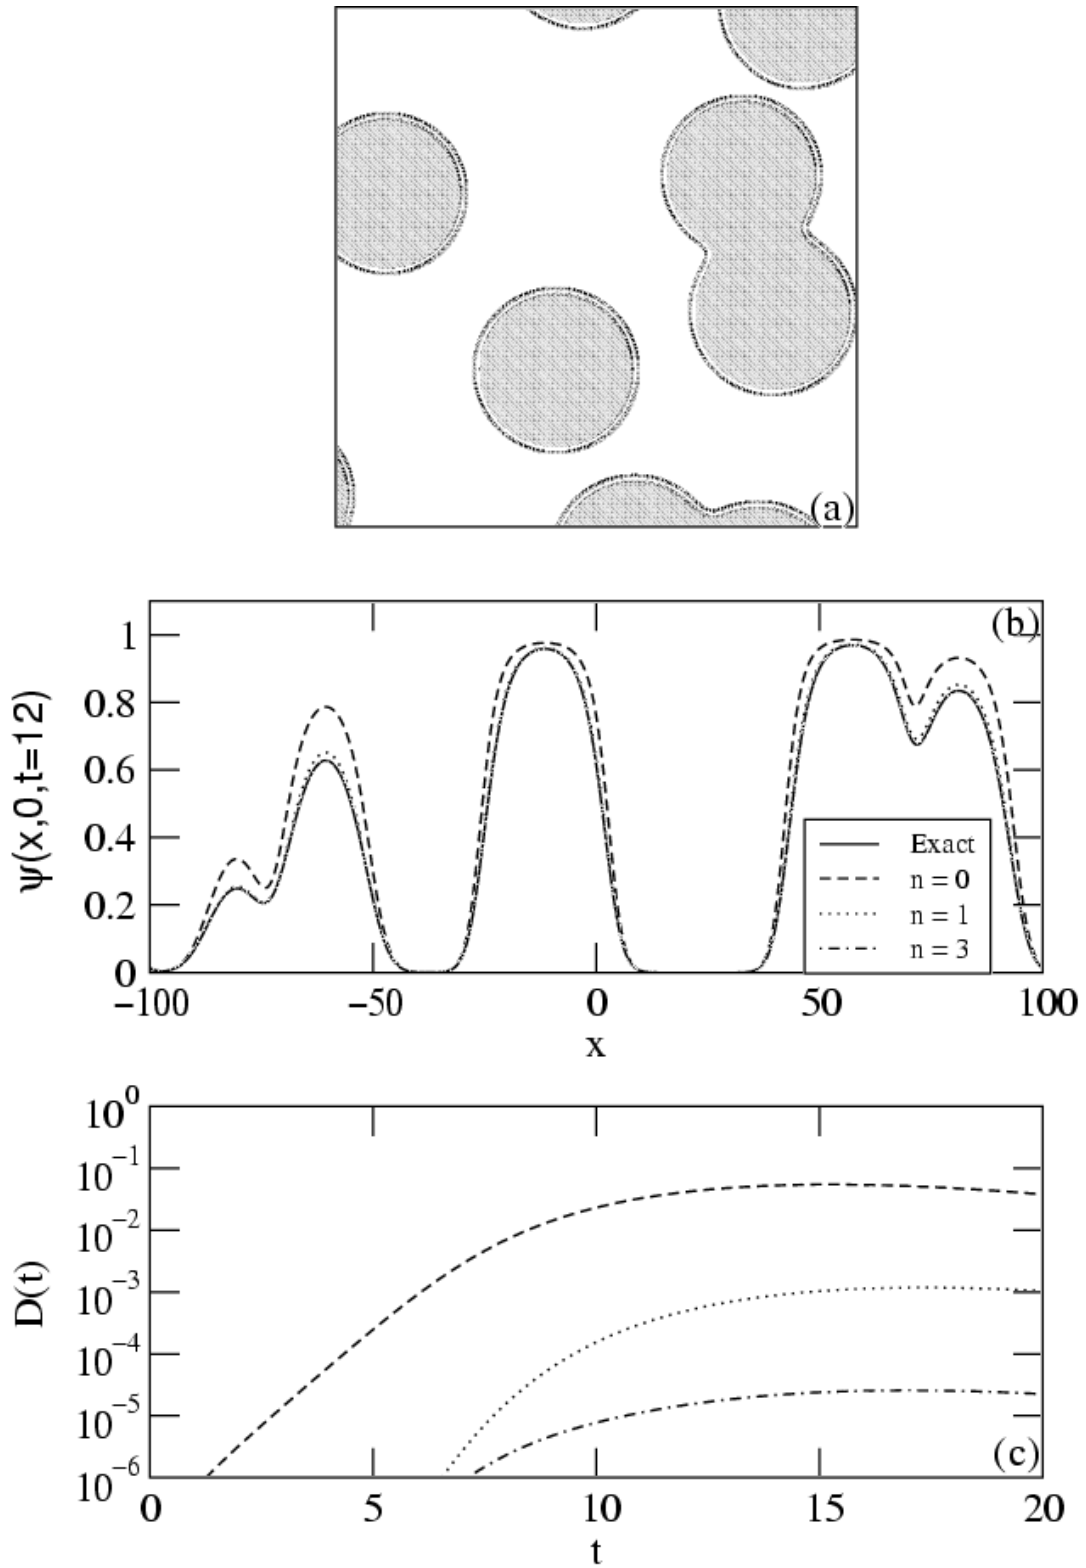 (a)
(b)
ψ(x,0,t=12)
1
0.8
0.6
0.4
0.2
0
Exact
n = 0
n = 1
n = 3
−100
−50
0
50
100
x
(c)
D(t)
10^0
10^−1
10^−2
10^−3
10^−4
10^−5
10^−6
0
5
10
15
20
t